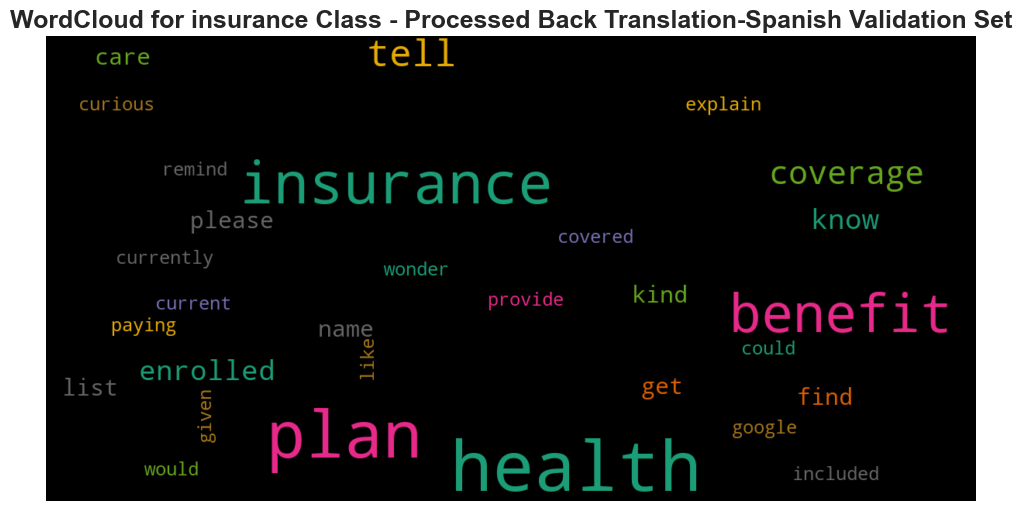 WordCloud for insurance Class - Processed Back Translation-Spanish Validation Set
care
tell
curious
explain
remind
insurance
coverage
please
know
covered
currently
wonder
current
provide
kind
benefit
paying
name
like
could
enrolled
list
get
find
given
plan
google
health
would
included